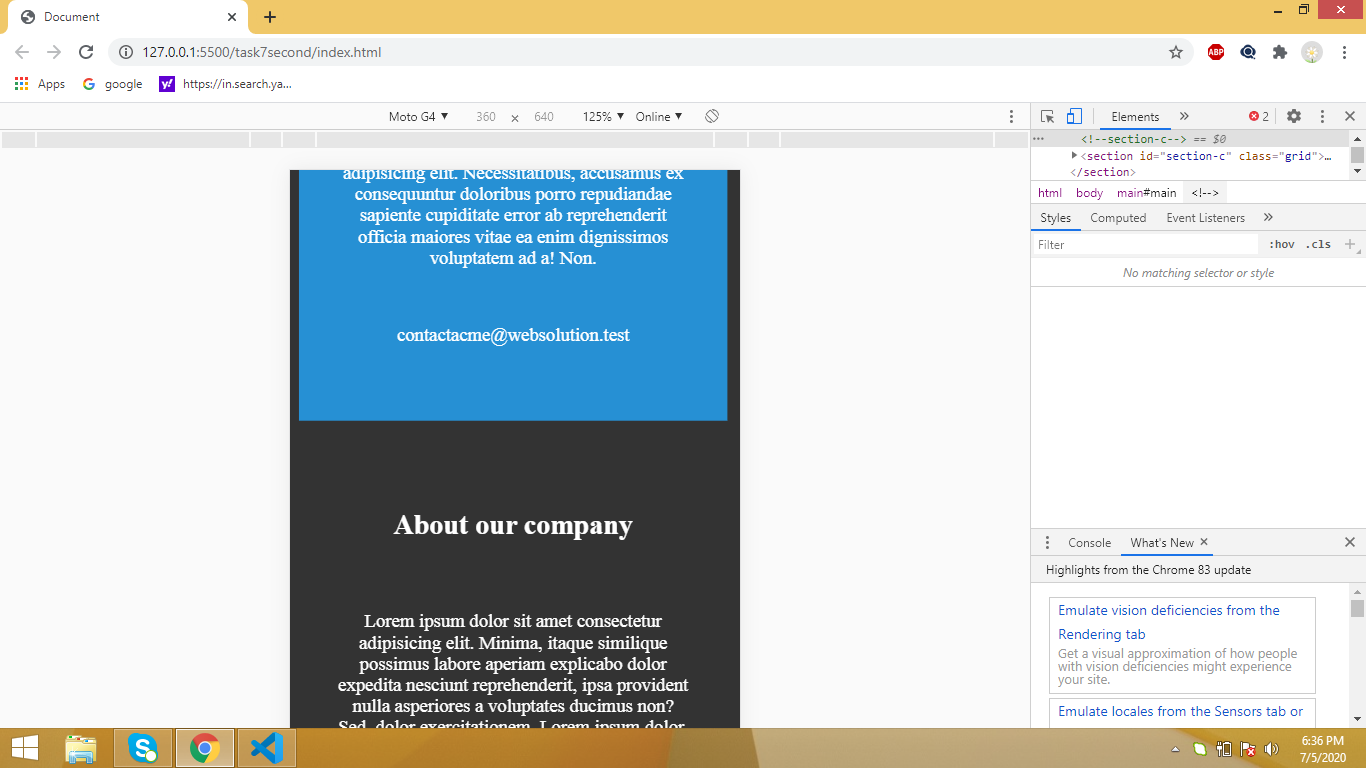 Document
127.0.0.1:5500/task7second/index.html
ABP
Apps
google
y!
https://in.search.ya...
Moto G4 ▼ 360 × 640 125% ▼ Online ▼
Elements
2
<!--section-c--> == $0
<section id="section-c" class="grid">…
</section>
html body main#main <!-->
Styles Computed Event Listeners
Filter
:hov .cls
No matching selector or style
adipisicing elit. Necessitatibus, accusamus ex
consequuntur doloribus porro repudiandae
sapiente cupiditate error ab reprehenderit
officia maiores vitae ea enim dignissimos
voluptatem ad a! Non.
contactacme@websolution.test
About our company
Lorem ipsum dolor sit amet consectetur
adipisicing elit. Minima, itaque similique
possimus labore aperiam explicabo dolor
expedita nesciunt reprehenderit, ipsa provident
nulla asperiores a voluptates ducimus non?
Sed, dolor exercitationem. Lorem ipsum dolor
Console What's New
Highlights from the Chrome 83 update
Emulate vision deficiencies from the
Rendering tab
Get a visual approximation of how people
with vision deficiencies might experience
your site.
Emulate locales from the Sensors tab or
6:36 PM
7/5/2020